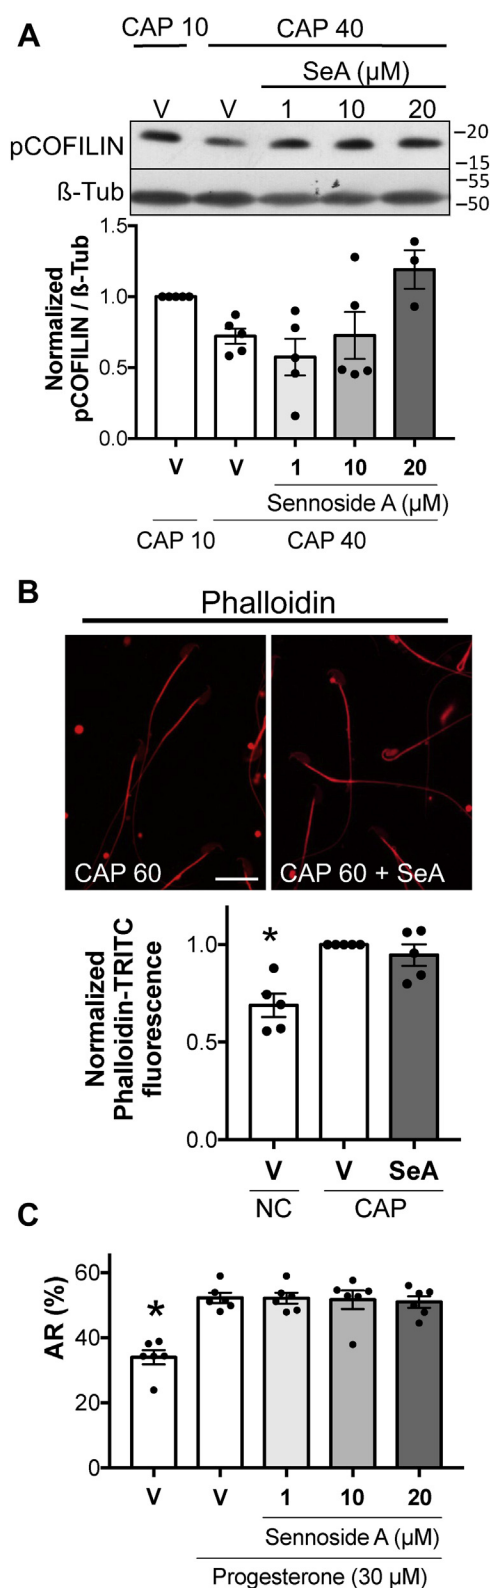 A
CAP 10 CAP 40
SeA (µM)
V V 1 10 20
pCOFILIN
–20
–15
ß-Tub
–55
–50
Normalized
pCOFILIN / ß-Tub
1.5
1.0
0.5
0.0
V V 1 10 20
Sennoside A (µM)
CAP 10 CAP 40
B
Phalloidin
CAP 60 CAP 60 + SeA
Normalized
Phalloidin-TRITC
fluorescence
*
1.0
0.5
0.0
V V SeA
NC CAP
C
AR (%)
60
*
40
20
0
V V 1 10 20
Sennoside A (µM)
Progesterone (30 µM)